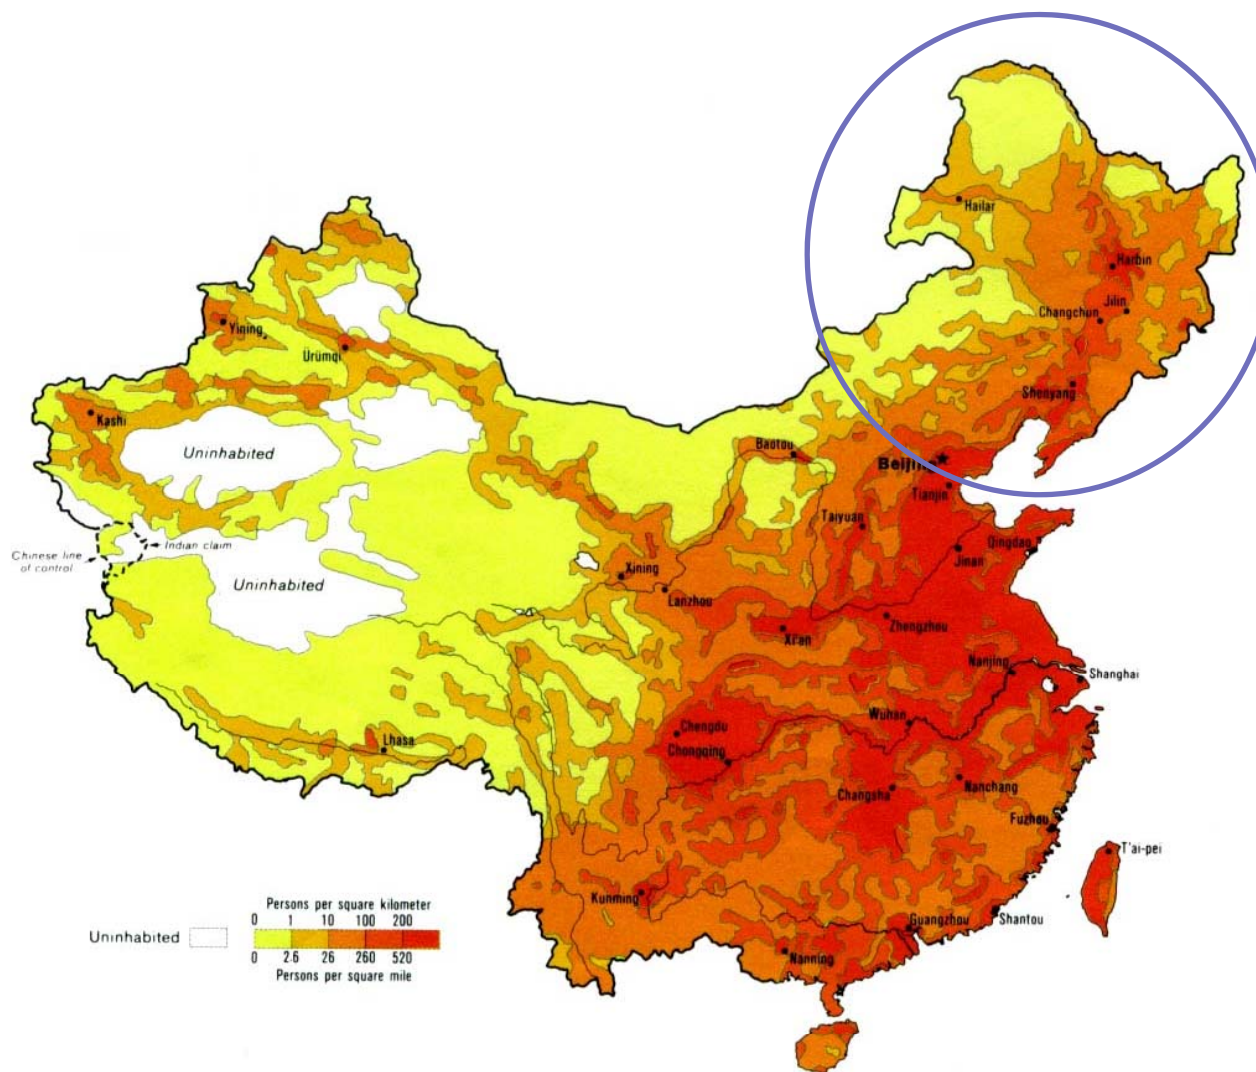 Hailar
Harbin
Jilin
Changchun
Yining
Ürümqi
Shenyang
Kashi
Baotou
Uninhabited
Beijin
Tianjin
Taiyuan
Qingdao
Indian claim
Jinan
Chinese line
of control
Xining
Uninhabited
Lanzhou
Zhengzhou
Xi'an
Nanjing
Shanghai
Wuhan
Chengdu
Lhasa
Chongqing
Nanchang
Changsha
Fuzhou
T'ai-pei
Kunming
Persons per square kilometer
0 1 10 100 200
Guangzhou
Shantou
Uninhabited
Nanning
0 2.6 26 260 520
Persons per square mile